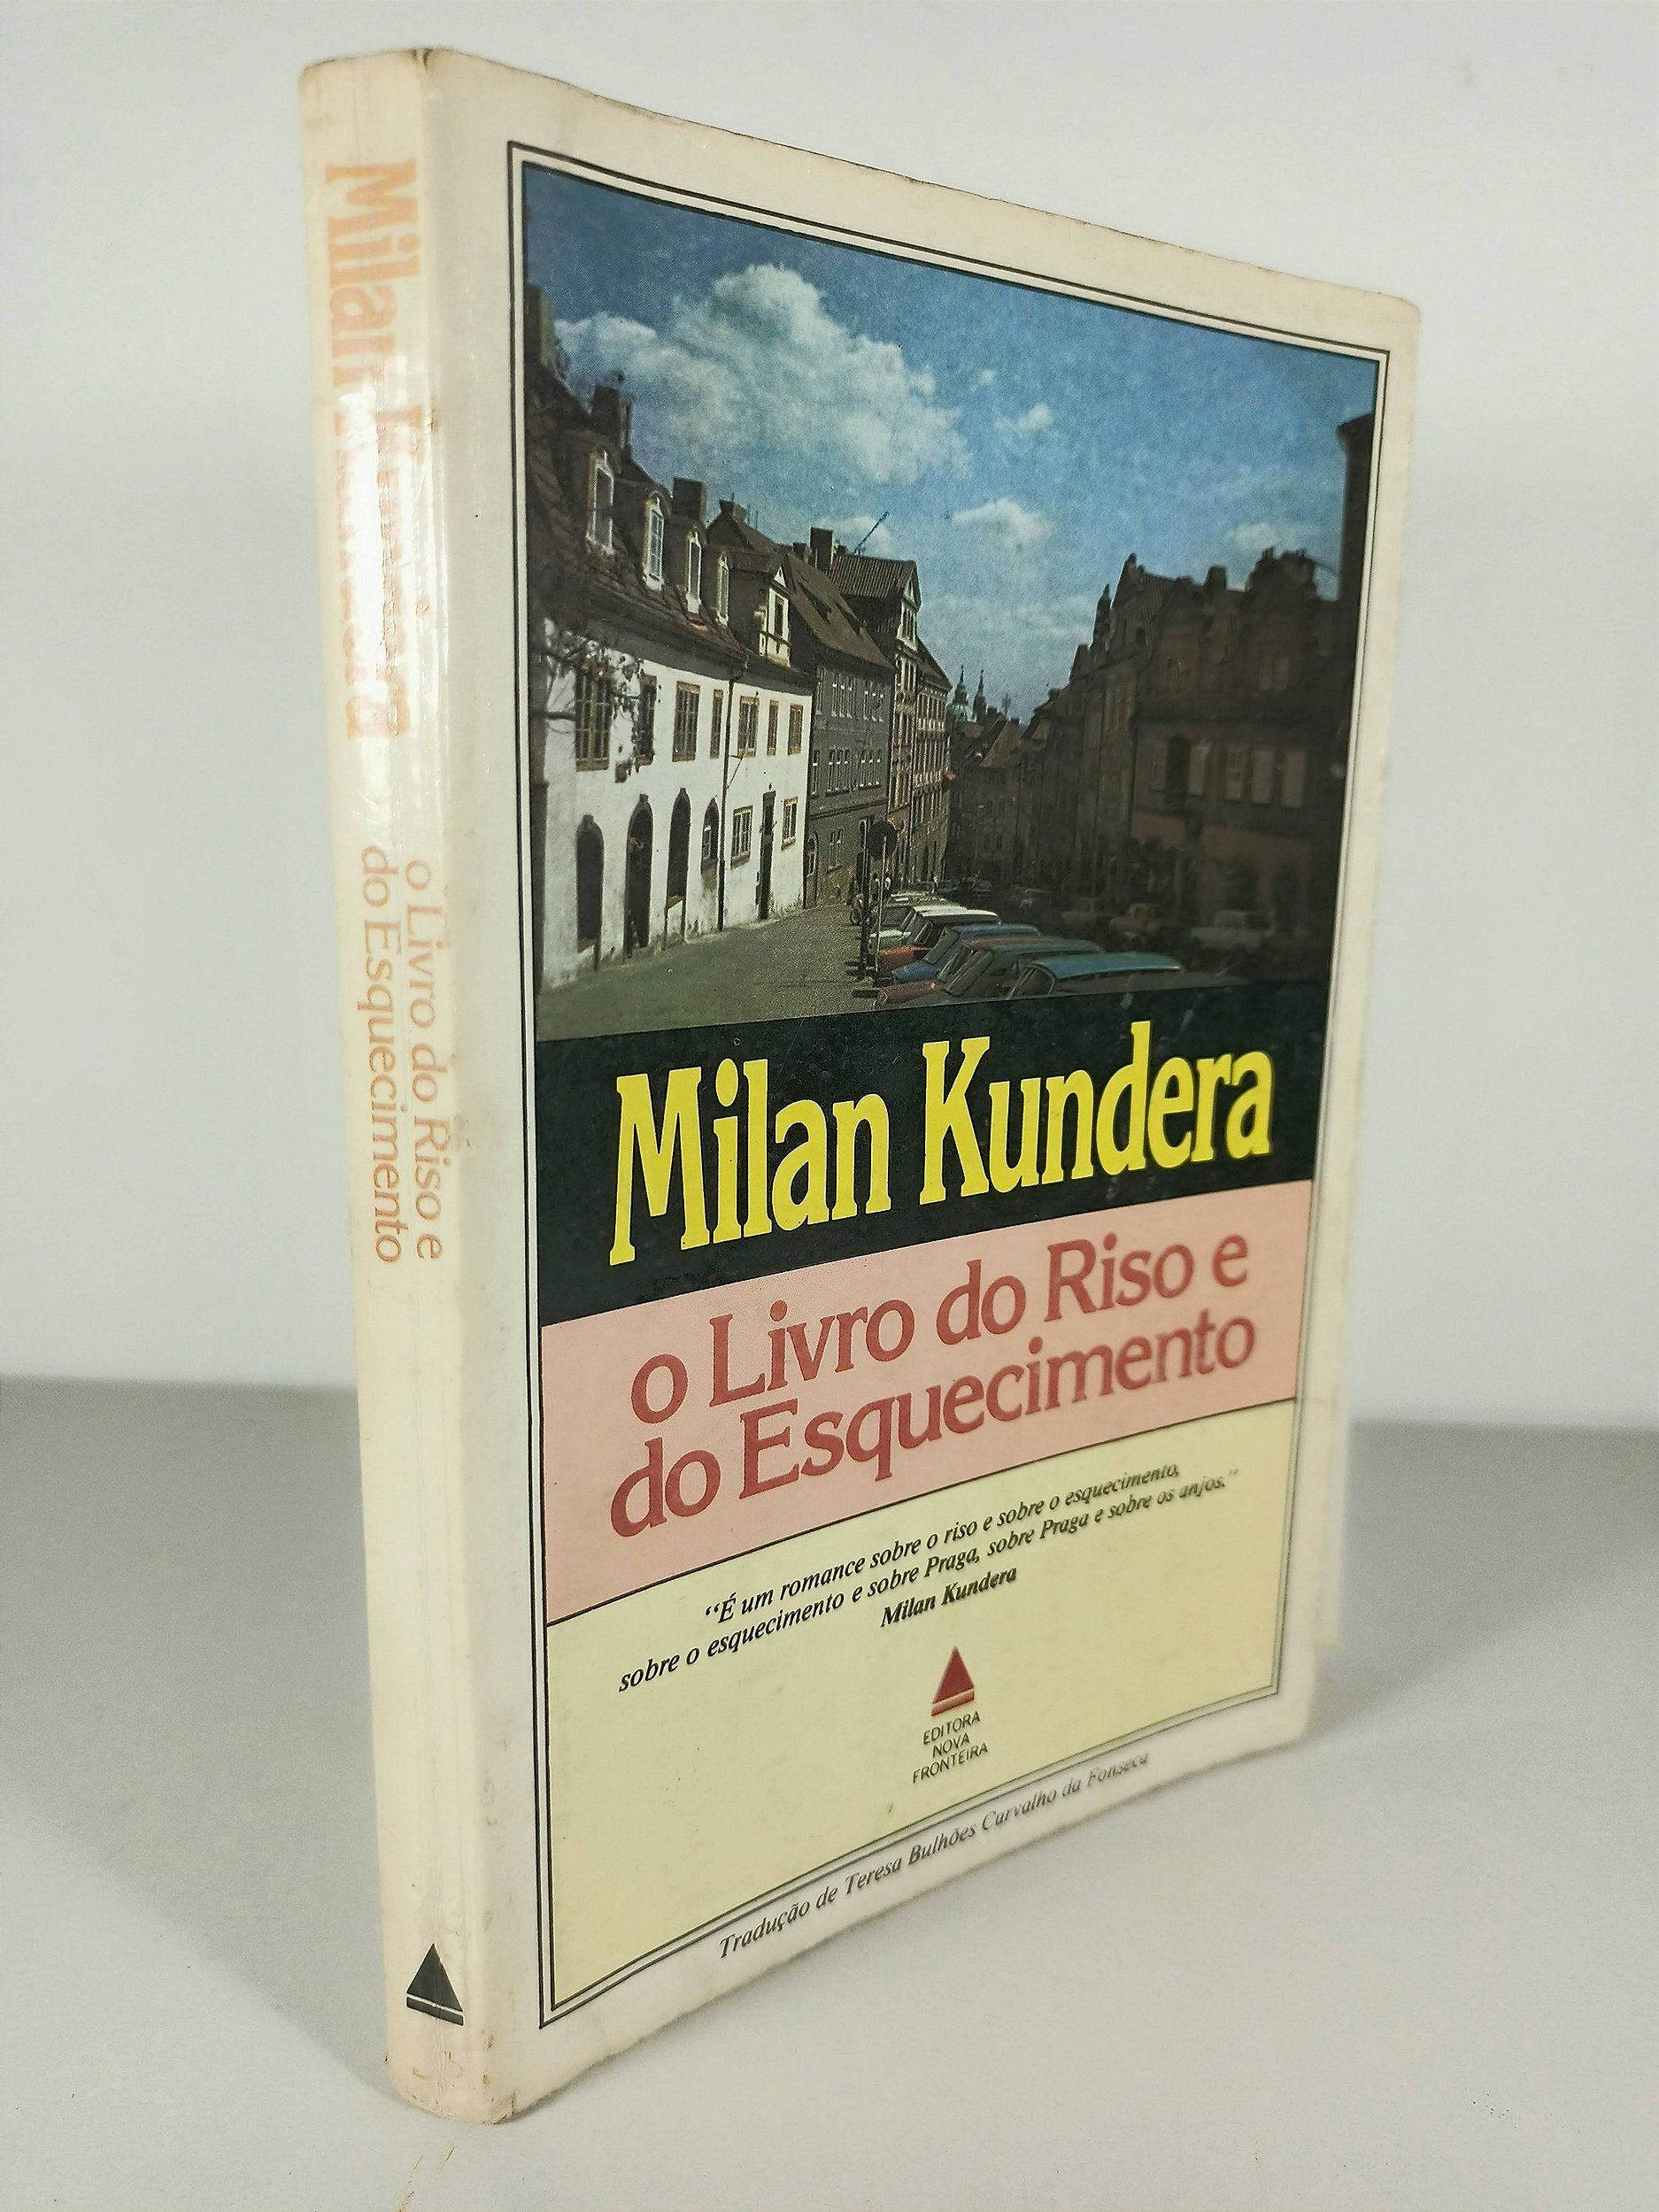 Milan Kundera
o Livro do Riso e
do Esquecimento
Milan Kundera
o Livro do Riso e
do Esquecimento
“É um romance sobre o riso e sobre o esquecimento,
sobre o esquecimento e sobre Praga, sobre Praga e sobre os anjos.”
Milan Kundera
EDITORA
NOVA
FRONTEIRA
Tradução de Teresa Bulhões Carvalho da Fonseca